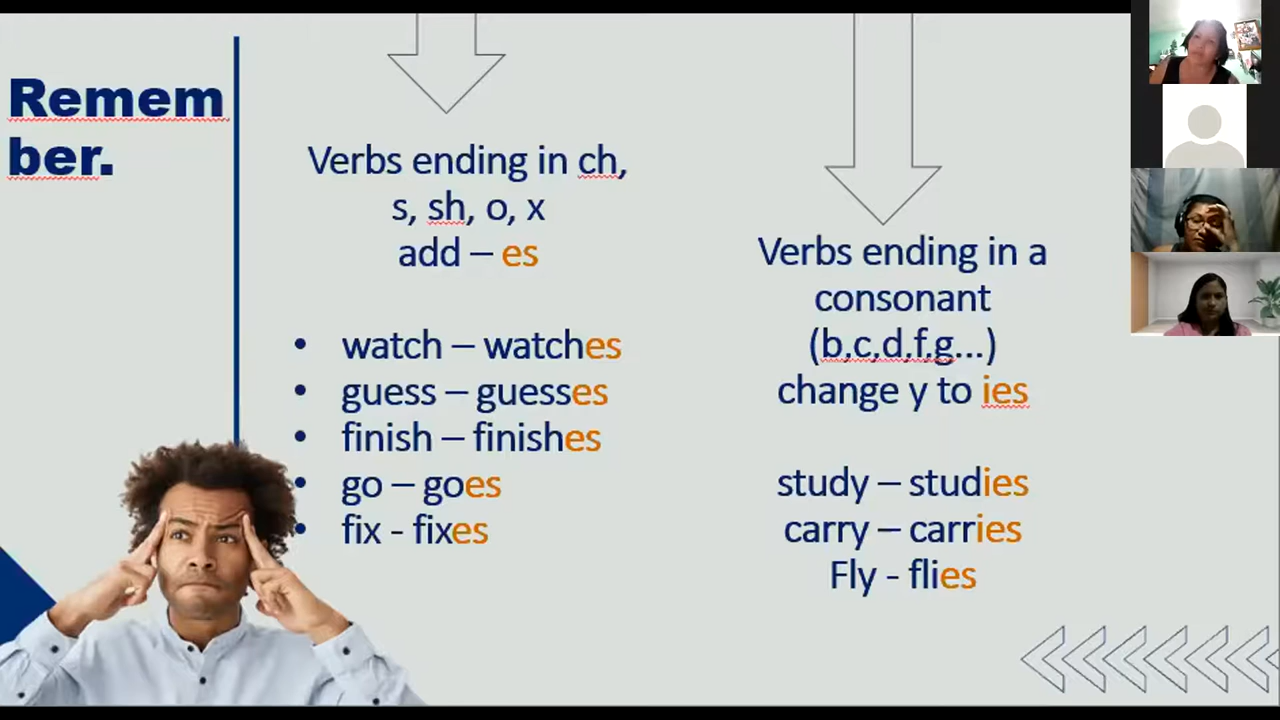 Remem
ber.
Verbs ending in ch,
s, sh, o, x
add – es
• watch – watches
• guess – guesses
• finish – finishes
• go – goes
• fix - fixes
Verbs ending in a
consonant
(b,c,d,f,g...)
change y to ies
study – studies
carry – carries
Fly - flies